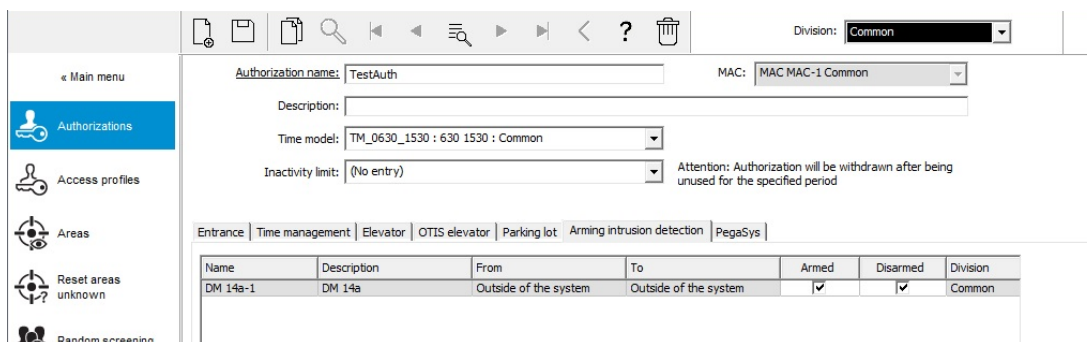 Division: Common
« Main menu
Authorization name: TestAuth
MAC: MAC MAC-1 Common
Authorizations
Description:
Time model: TM_0630_1530 : 630 1530 : Common
Access profiles
Inactivity limit: (No entry)
Attention: Authorization will be withdrawn after being
unused for the specified period
Areas
Entrance Time management Elevator OTIS elevator Parking lot Arming intrusion detection PegaSys
Name Description From To Armed Disarmed Division
Reset areas
unknown
DM 14a-1 DM 14a Outside of the system Outside of the system Common
Random screening